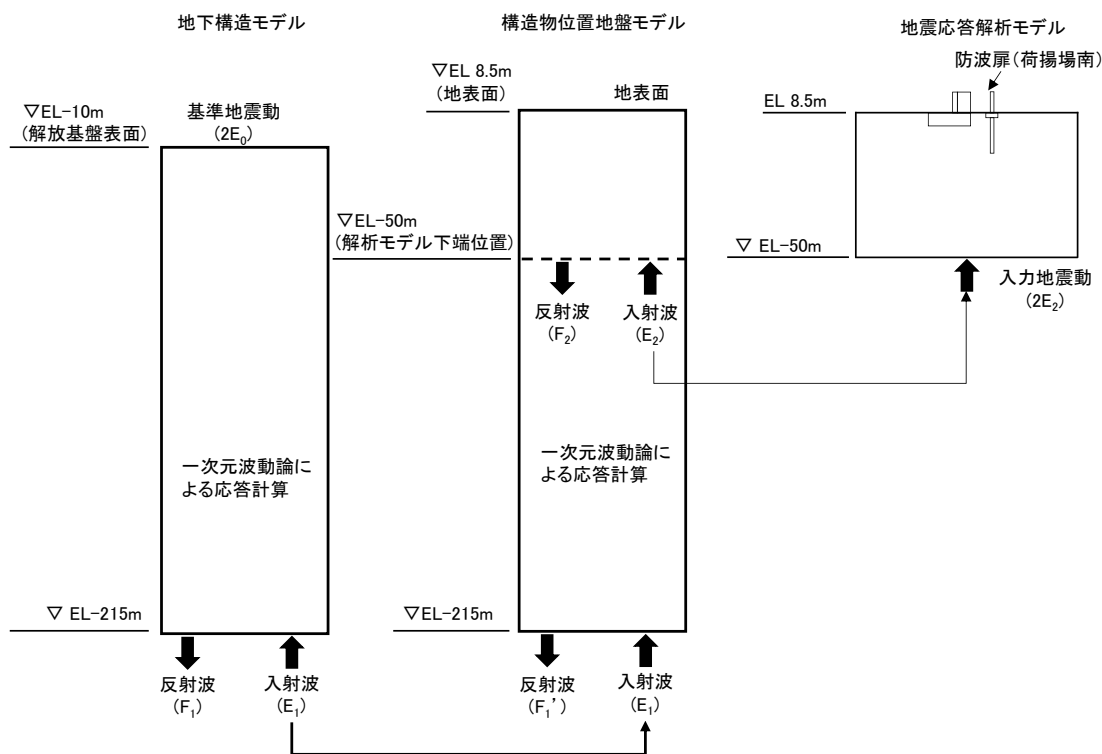 地下構造モデル
▽EL-10m
(解放基盤表面)
基準地震動
(2E₀)
一次元波動論に
よる応答計算
▽ EL-215m
反射波
(F₁)
入射波
(E₁)
構造物位置地盤モデル
▽EL 8.5m
(地表面)
地表面
▽EL-50m
(解析モデル下端位置)
反射波
(F₂)
入射波
(E₂)
一次元波動論に
よる応答計算
▽EL-215m
反射波
(F₁’)
入射波
(E₁)
地震応答解析モデル
防波扉(荷揚場南)
EL 8.5m
▽ EL-50m
入力地震動
(2E₂)